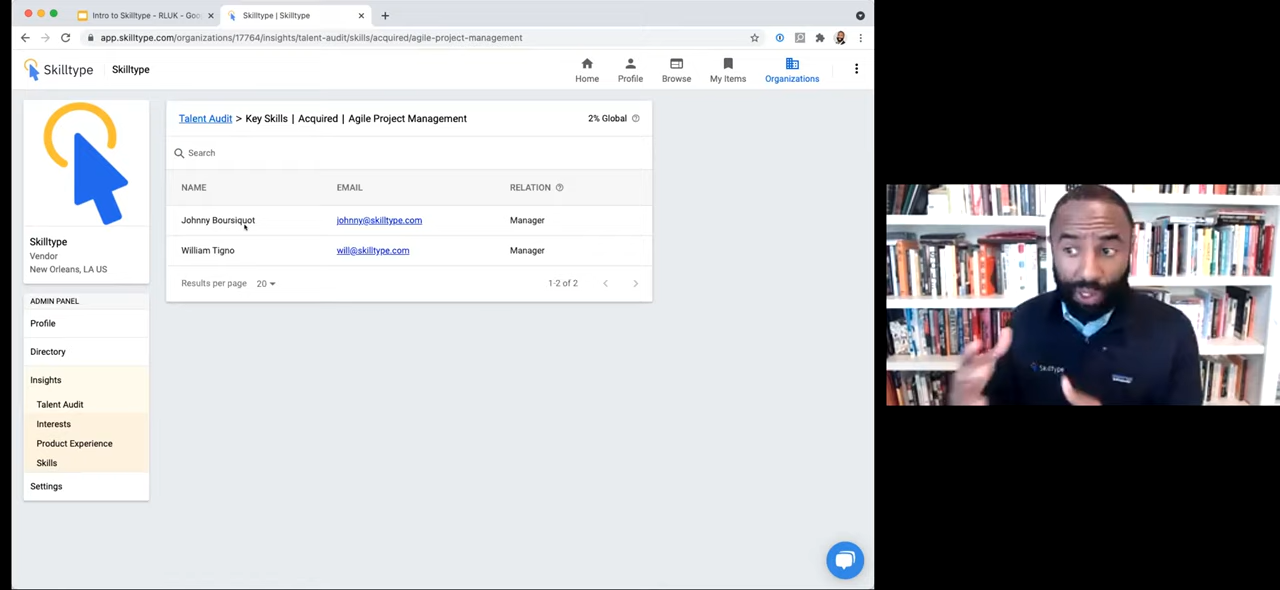 Intro to Skilltype - RLUK - Goo
Skilltype | Skilltype
app.skilltype.com/organizations/17764/insights/talent-audit/skills/acquired/agile-project-management
Skilltype
Skilltype
Home
Profile
Browse
My Items
Organizations
Skilltype
Vendor
New Orleans, LA US
ADMIN PANEL
Profile
Directory
Insights
Talent Audit
Interests
Product Experience
Skills
Settings
Talent Audit > Key Skills | Acquired | Agile Project Management
2% Global
Search
NAME EMAIL RELATION
Johnny Boursiquot johnny@skilltype.com Manager
William Tigno will@skilltype.com Manager
Results per page 20 1-2 of 2
Skilltype